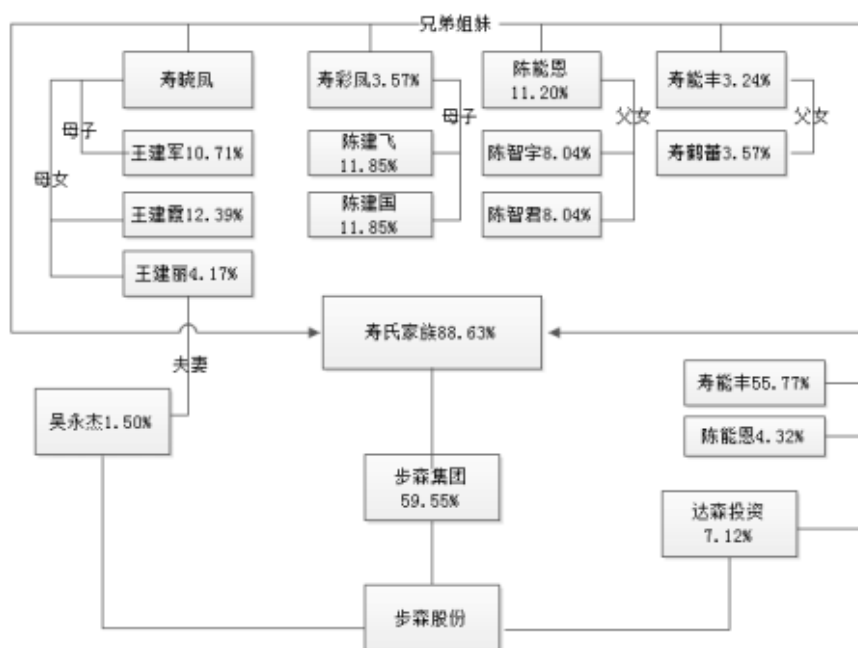 兄弟姐妹
寿晓凤
寿彩凤3.57%
陈能恩
11.20%
寿能丰3.24%
母子
母女
母子
父女
父女
王建军10.71%
陈建飞
11.85%
陈智宇8.04%
寿鹤蕾3.57%
王建霞12.39%
陈建国
11.85%
陈智君8.04%
王建丽4.17%
寿氏家族88.63%
夫妻
寿能丰55.77%
吴永杰1.50%
陈能恩4.32%
步森集团
59.55%
达森投资
7.12%
步森股份